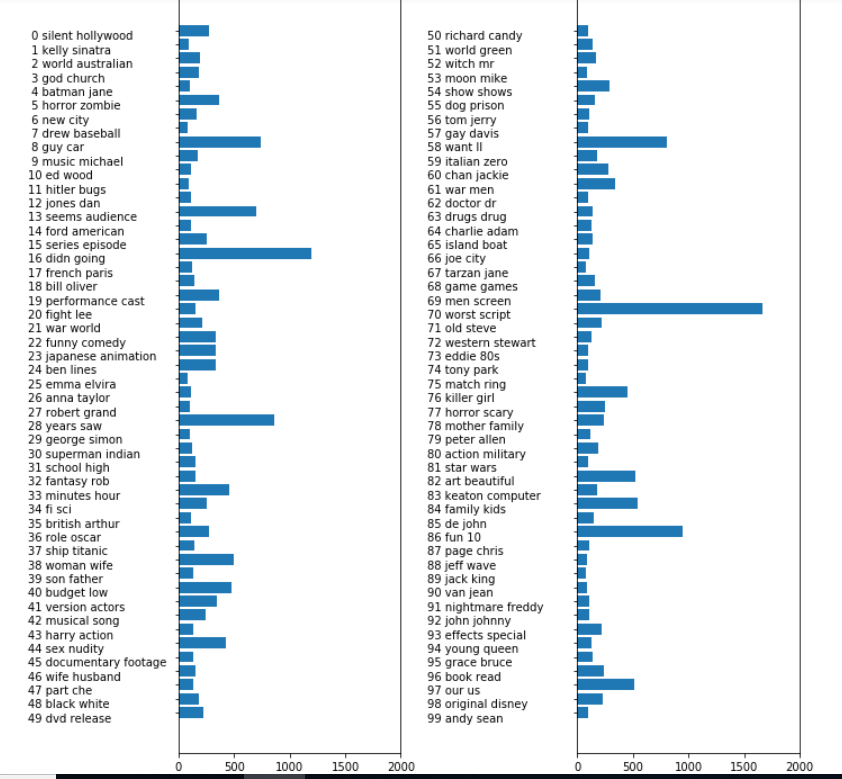 0 silent hollywood
1 kelly sinatra
2 world australian
3 god church
4 batman jane
5 horror zombie
6 new city
7 drew baseball
8 guy car
9 music michael
10 ed wood
11 hitler bugs
12 jones dan
13 seems audience
14 ford american
15 series episode
16 didn going
17 french paris
18 bill oliver
19 performance cast
20 fight lee
21 war world
22 funny comedy
23 japanese animation
24 ben lines
25 emma elvira
26 anna taylor
27 robert grand
28 years saw
29 george simon
30 superman indian
31 school high
32 fantasy rob
33 minutes hour
34 fi sci
35 british arthur
36 role oscar
37 ship titanic
38 woman wife
39 son father
40 budget low
41 version actors
42 musical song
43 harry action
44 sex nudity
45 documentary footage
46 wife husband
47 part che
48 black white
49 dvd release
0 500 1000 1500 2000
50 richard candy
51 world green
52 witch mr
53 moon mike
54 show shows
55 dog prison
56 tom jerry
57 gay davis
58 want ll
59 italian zero
60 chan jackie
61 war men
62 doctor dr
63 drugs drug
64 charlie adam
65 island boat
66 joe city
67 tarzan jane
68 game games
69 men screen
70 worst script
71 old steve
72 western stewart
73 eddie 80s
74 tony park
75 match ring
76 killer girl
77 horror scary
78 mother family
79 peter allen
80 action military
81 star wars
82 art beautiful
83 keaton computer
84 family kids
85 de john
86 fun 10
87 page chris
88 jeff wave
89 jack king
90 van jean
91 nightmare freddy
92 john johnny
93 effects special
94 young queen
95 grace bruce
96 book read
97 our us
98 original disney
99 andy sean
0 500 1000 1500 2000